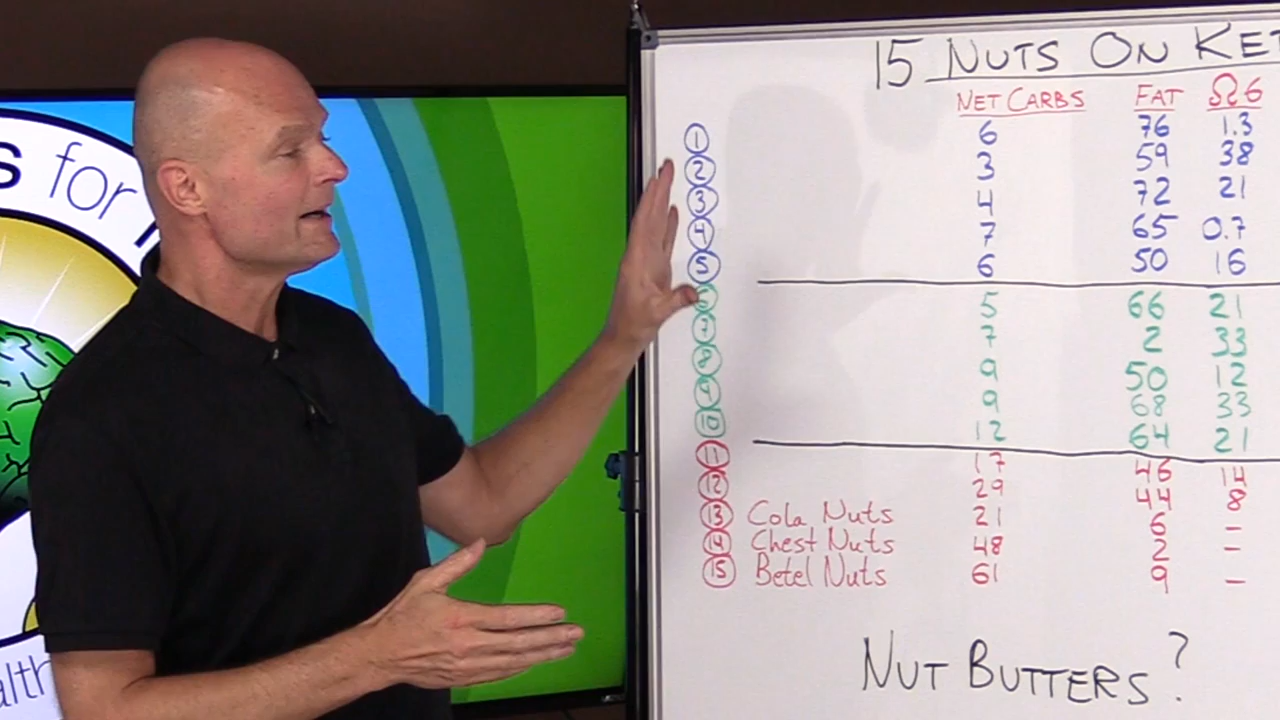 15 NUTS ON KET
NET CARBS FAT Ω6
1 6 76 1.3
2 3 59 38
3 4 72 21
4 7 65 0.7
5 6 50 16
6 5 66 21
7 7 2 33
8 9 50 12
9 9 68 33
10 12 64 21
11 17 46 14
12 29 44 8
13 Cola Nuts 21 6 –
14 Chest Nuts 48 2 –
15 Betel Nuts 61 9 –
NUT BUTTERS?
s for
alth